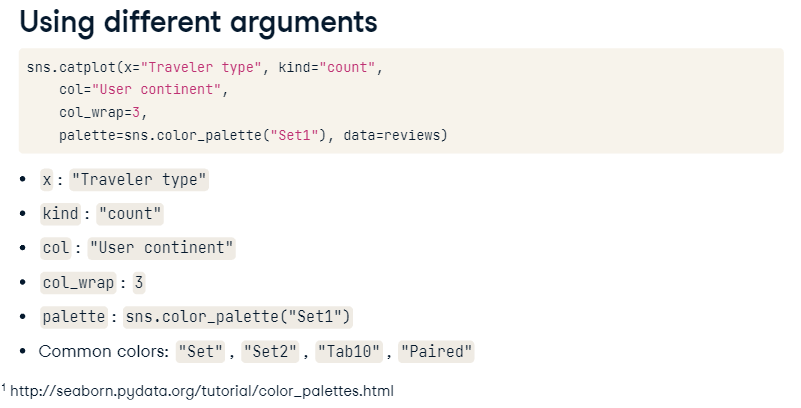 Using different arguments
sns.catplot(x="Traveler type", kind="count",
    col="User continent",
    col_wrap=3,
    palette=sns.color_palette("Set1"), data=reviews)
• x : "Traveler type"
• kind : "count"
• col : "User continent"
• col_wrap : 3
• palette : sns.color_palette("Set1")
• Common colors: "Set" , "Set2" , "Tab10" , "Paired"
¹ http://seaborn.pydata.org/tutorial/color_palettes.html